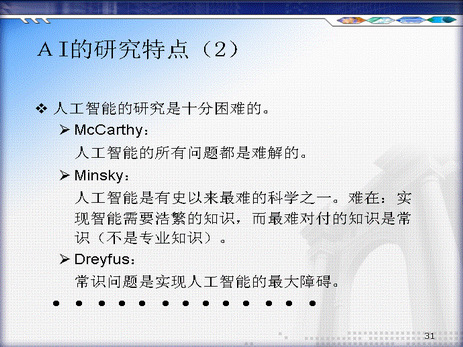 ＡI的研究特点（2）
❖ 人工智能的研究是十分困难的。
➢ McCarthy：
人工智能的所有问题都是难解的。
➢ Minsky：
人工智能是有史以来最难的科学之一。难在：实
现智能需要浩繁的知识，而最难对付的知识是常
识（不是专业知识）。
➢ Dreyfus：
常识问题是实现人工智能的最大障碍。
● ● ● ● ● ● ● ● ● ● ● ● ●
31